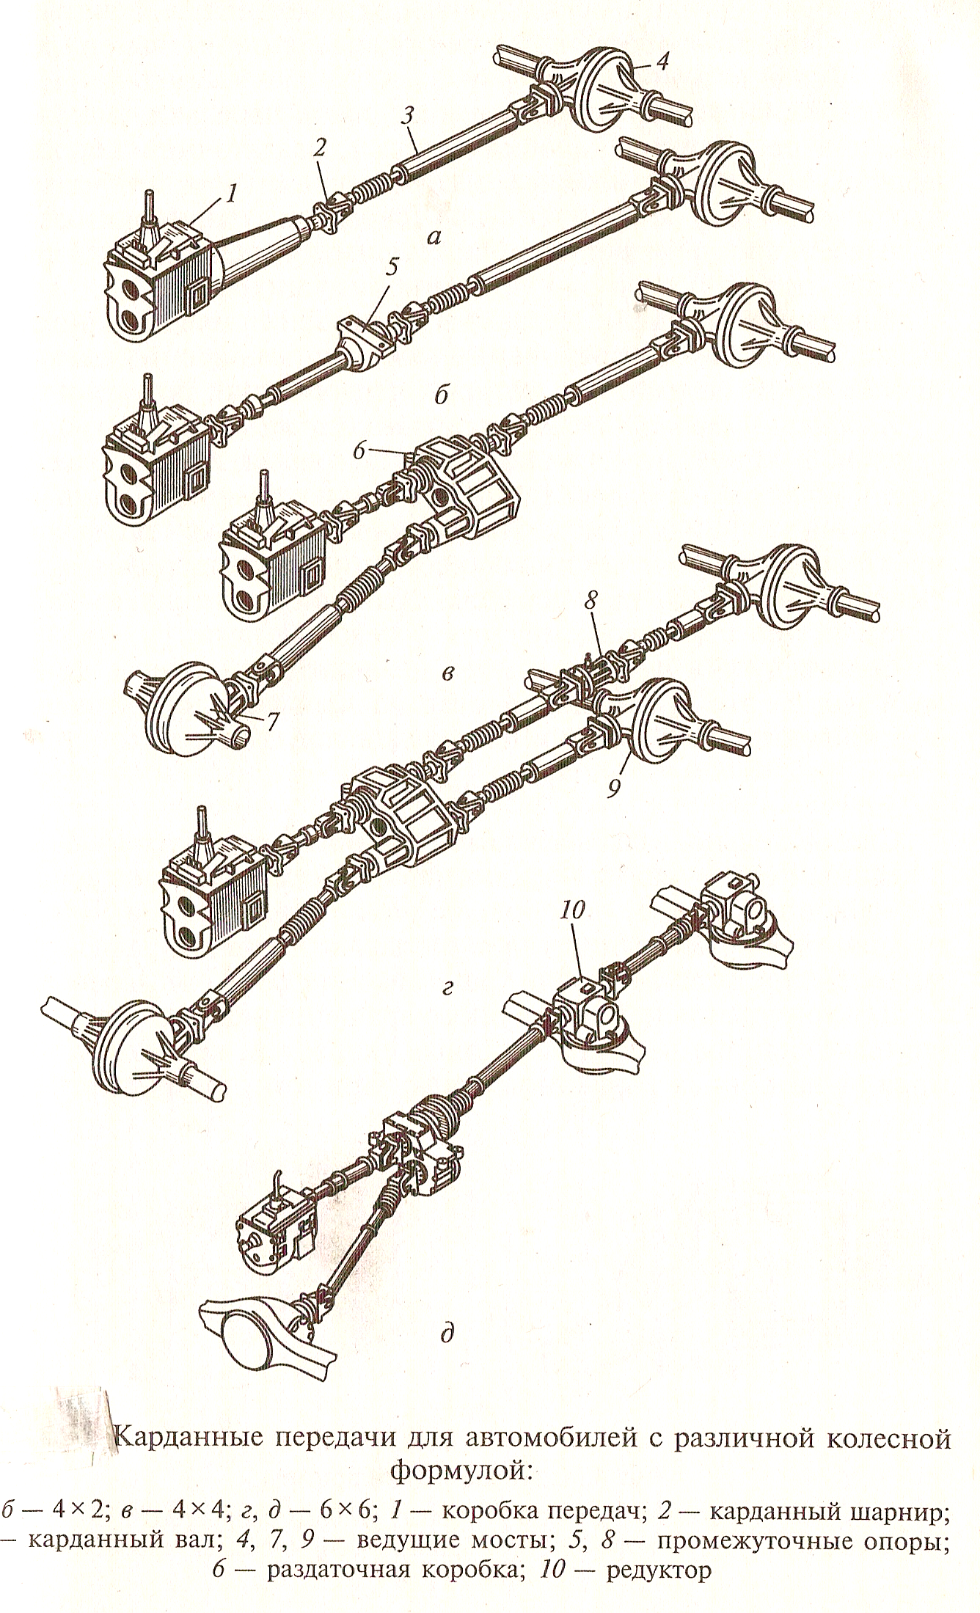 4
3
2
1
а
5
б
6
8
в
7
9
10
г
д
Карданные передачи для автомобилей с различной колесной
формулой:
б — 4×2; в — 4×4; г, д — 6×6; 1 — коробка передач; 2 — карданный шарнир;
— карданный вал; 4, 7, 9 — ведущие мосты; 5, 8 — промежуточные опоры;
6 — раздаточная коробка; 10 — редуктор